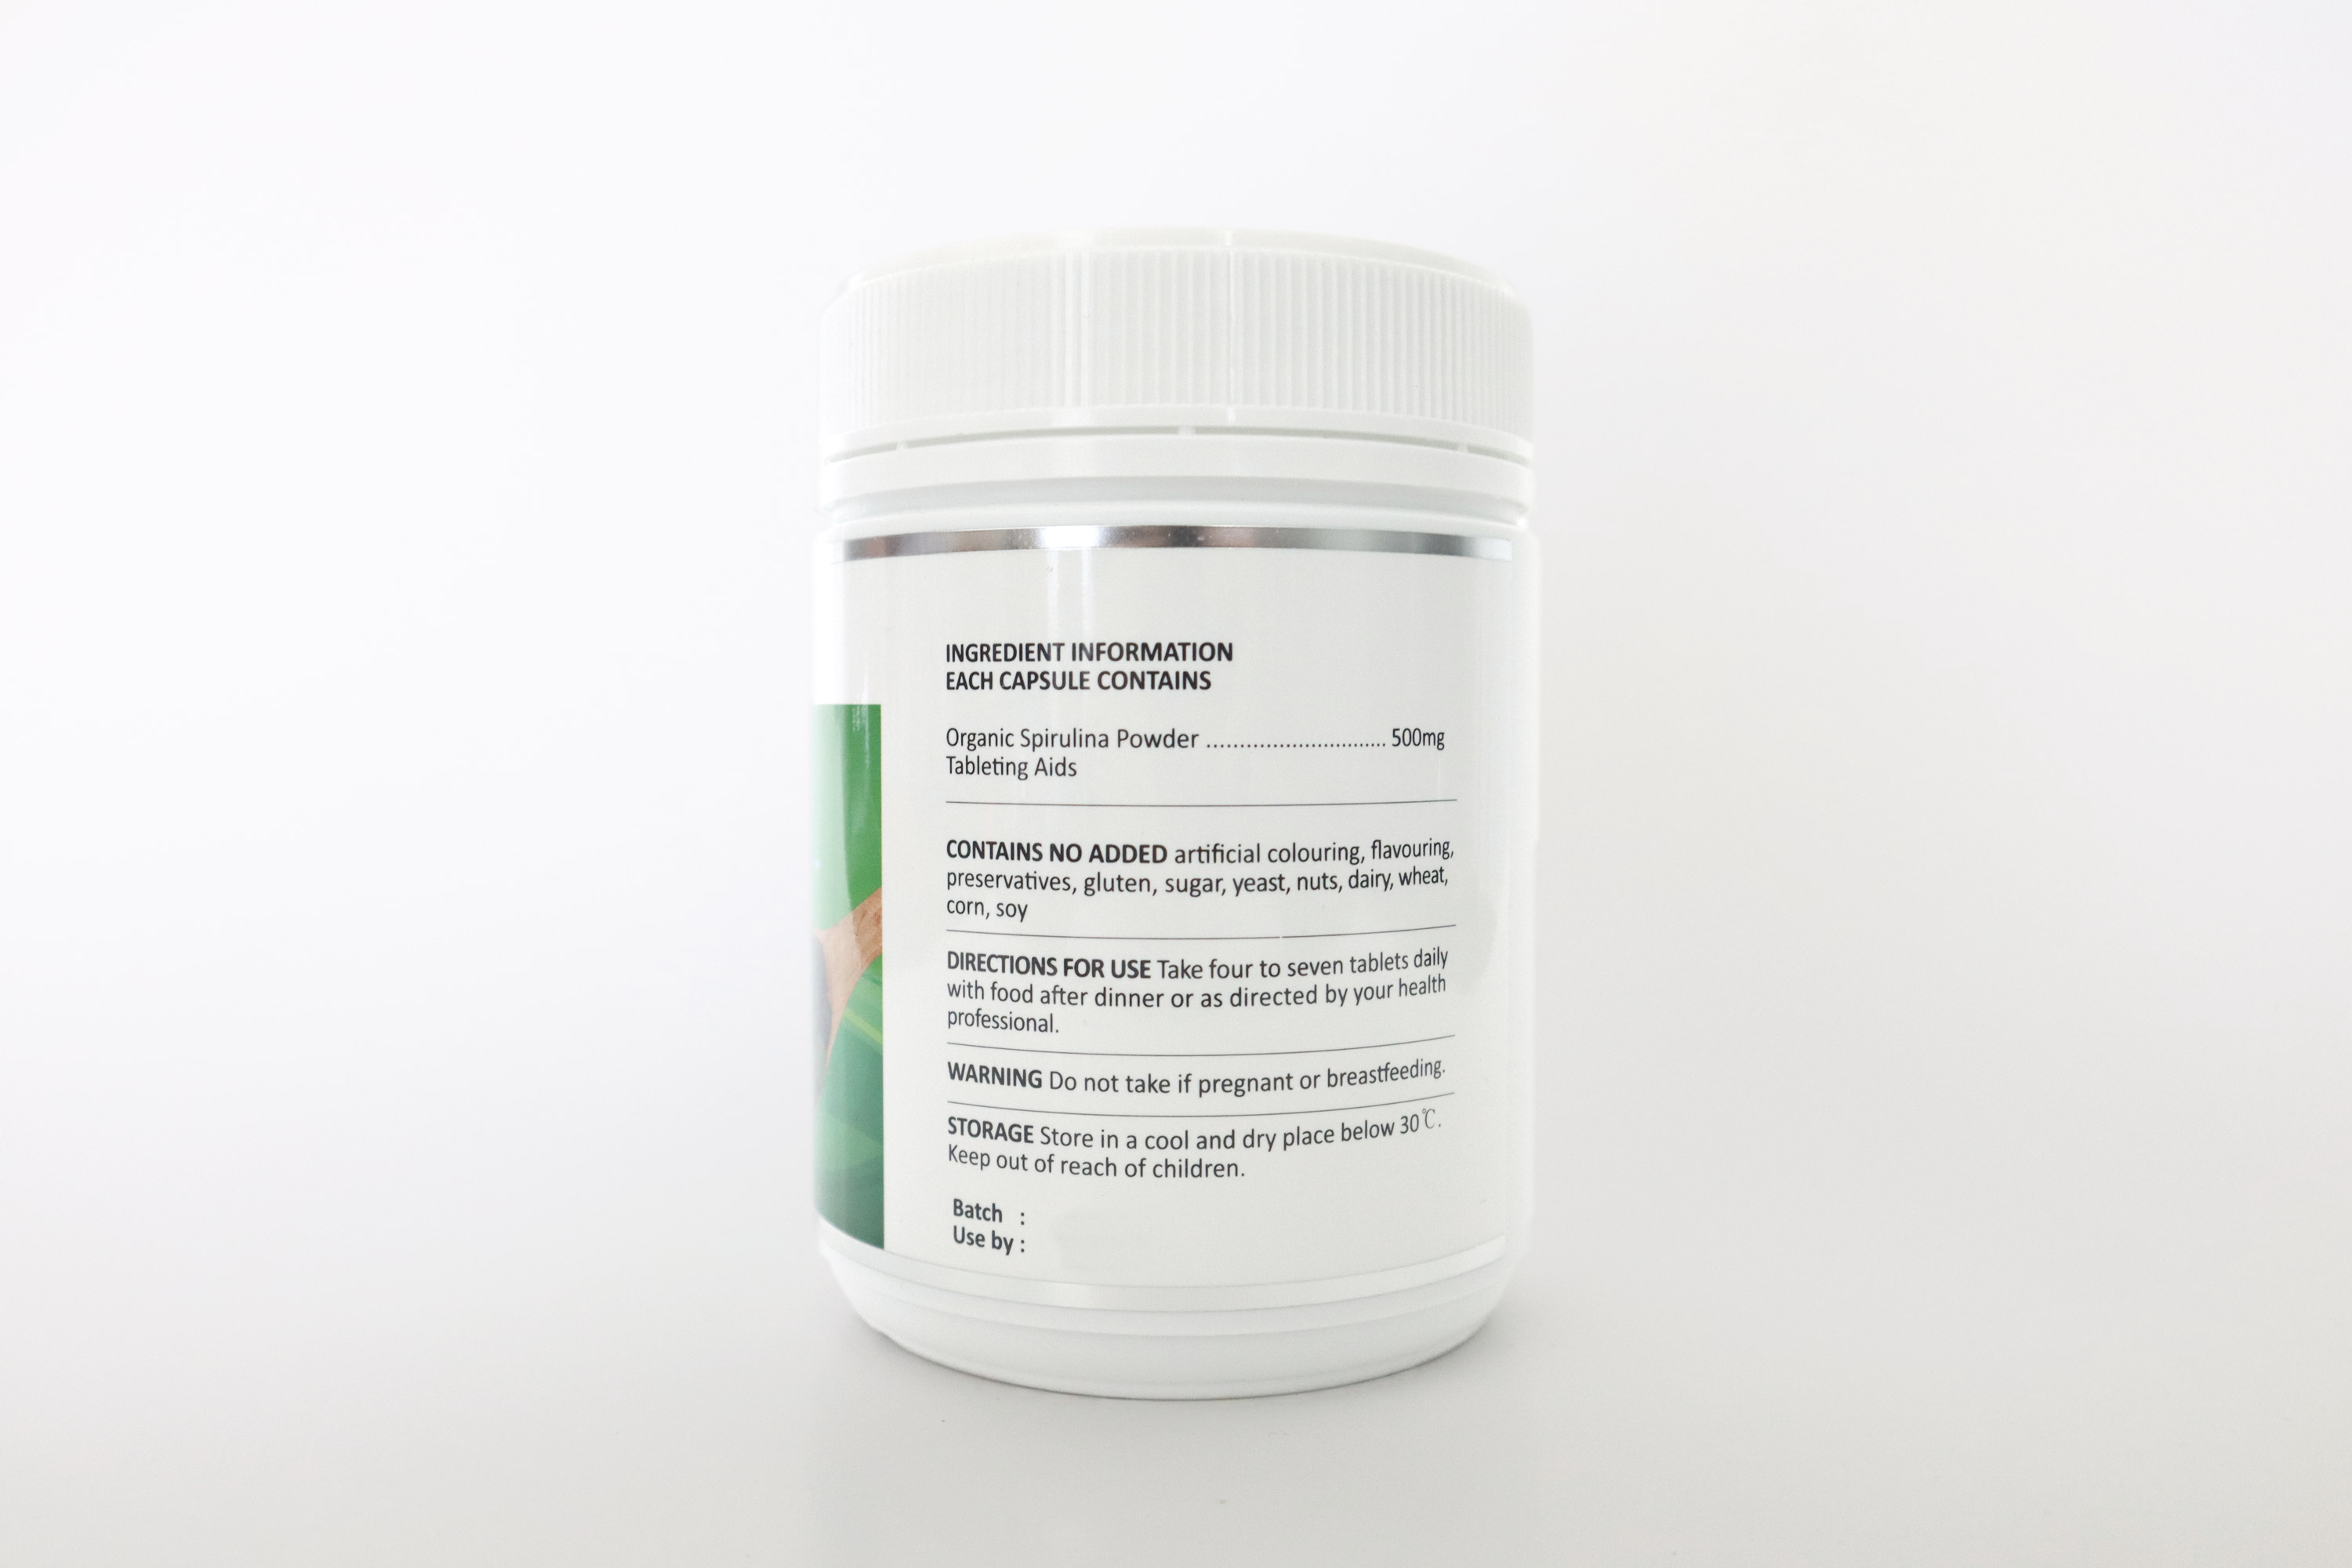 INGREDIENT INFORMATION
EACH CAPSULE CONTAINS
Organic Spirulina Powder ........................... 500mg
Tableting Aids
CONTAINS NO ADDED artificial colouring, flavouring,
preservatives, gluten, sugar, yeast, nuts, dairy, wheat,
corn, soy
DIRECTIONS FOR USE Take four to seven tablets daily
with food after dinner or as directed by your health
professional.
WARNING Do not take if pregnant or breastfeeding.
STORAGE Store in a cool and dry place below 30℃.
Keep out of reach of children.
Batch :
Use by :